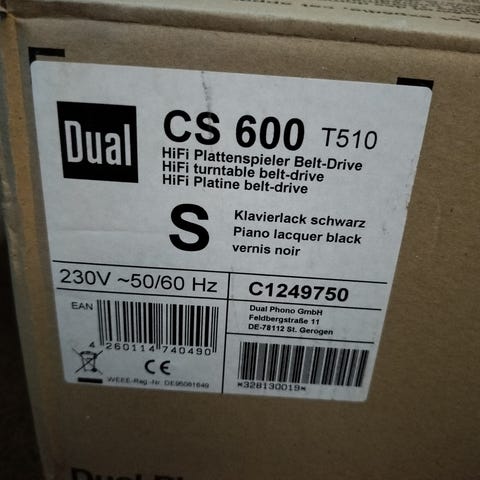 Dual
CS 600 T510
HiFi Plattenspieler Belt-Drive
HiFi turntable belt-drive
HiFi Platine belt-drive
S
Klavierlack schwarz
Piano lacquer black
vernis noir
230V ~50/60 Hz
C1249750
EAN
4 260114 740490
Dual Phono GmbH
Feldbergstraße 11
DE-78112 St. Gerogen
CE
WEEE-Reg.-Nr. DE95081649
*328130019*